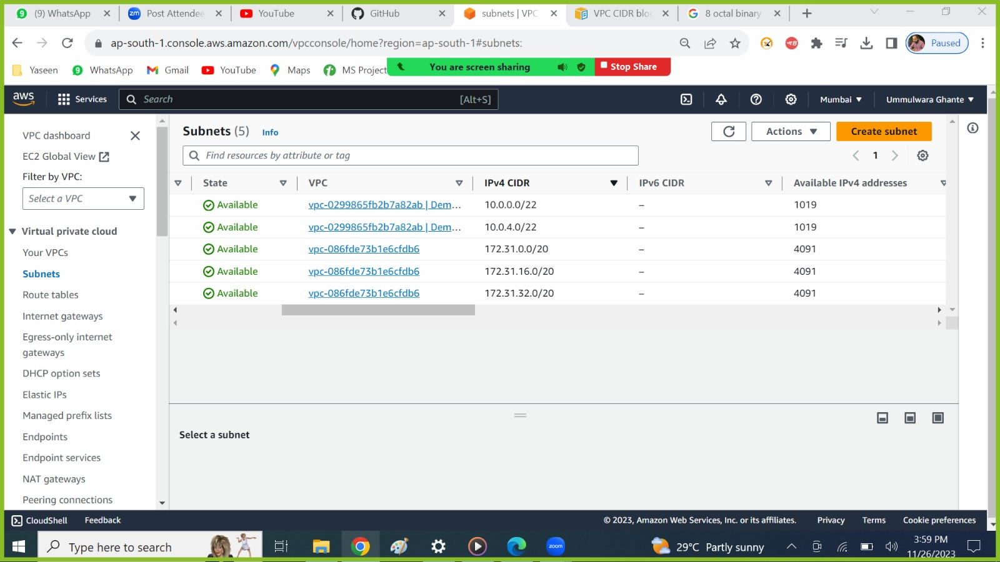 (9) WhatsApp
Post Attendee
YouTube
GitHub
subnets | VPC
VPC CIDR bloc
8 octal binary
ap-south-1.console.aws.amazon.com/vpcconsole/home?region=ap-south-1#subnets:
Paused
Yaseen
WhatsApp
Gmail
YouTube
Maps
MS Project
You are screen sharing
Stop Share
aws
Services
Search
[Alt+S]
Mumbai
Ummulwara Ghante
VPC dashboard
EC2 Global View
Filter by VPC:
Select a VPC
Virtual private cloud
Your VPCs
Subnets
Route tables
Internet gateways
Egress-only internet
gateways
DHCP option sets
Elastic IPs
Managed prefix lists
Endpoints
Endpoint services
NAT gateways
Peering connections
Subnets (5) Info
Actions
Create subnet
Find resources by attribute or tag
1
State VPC IPv4 CIDR IPv6 CIDR Available IPv4 addresses
Available vpc-0299865fb2b7a82ab | Dem... 10.0.0.0/22 – 1019
Available vpc-0299865fb2b7a82ab | Dem... 10.0.4.0/22 – 1019
Available vpc-086fde73b1e6cfdb6 172.31.0.0/20 – 4091
Available vpc-086fde73b1e6cfdb6 172.31.16.0/20 – 4091
Available vpc-086fde73b1e6cfdb6 172.31.32.0/20 – 4091
Select a subnet
CloudShell
Feedback
© 2023, Amazon Web Services, Inc. or its affiliates.
Privacy
Terms
Cookie preferences
Type here to search
zoom
29°C Partly sunny
3:59 PM
11/26/2023